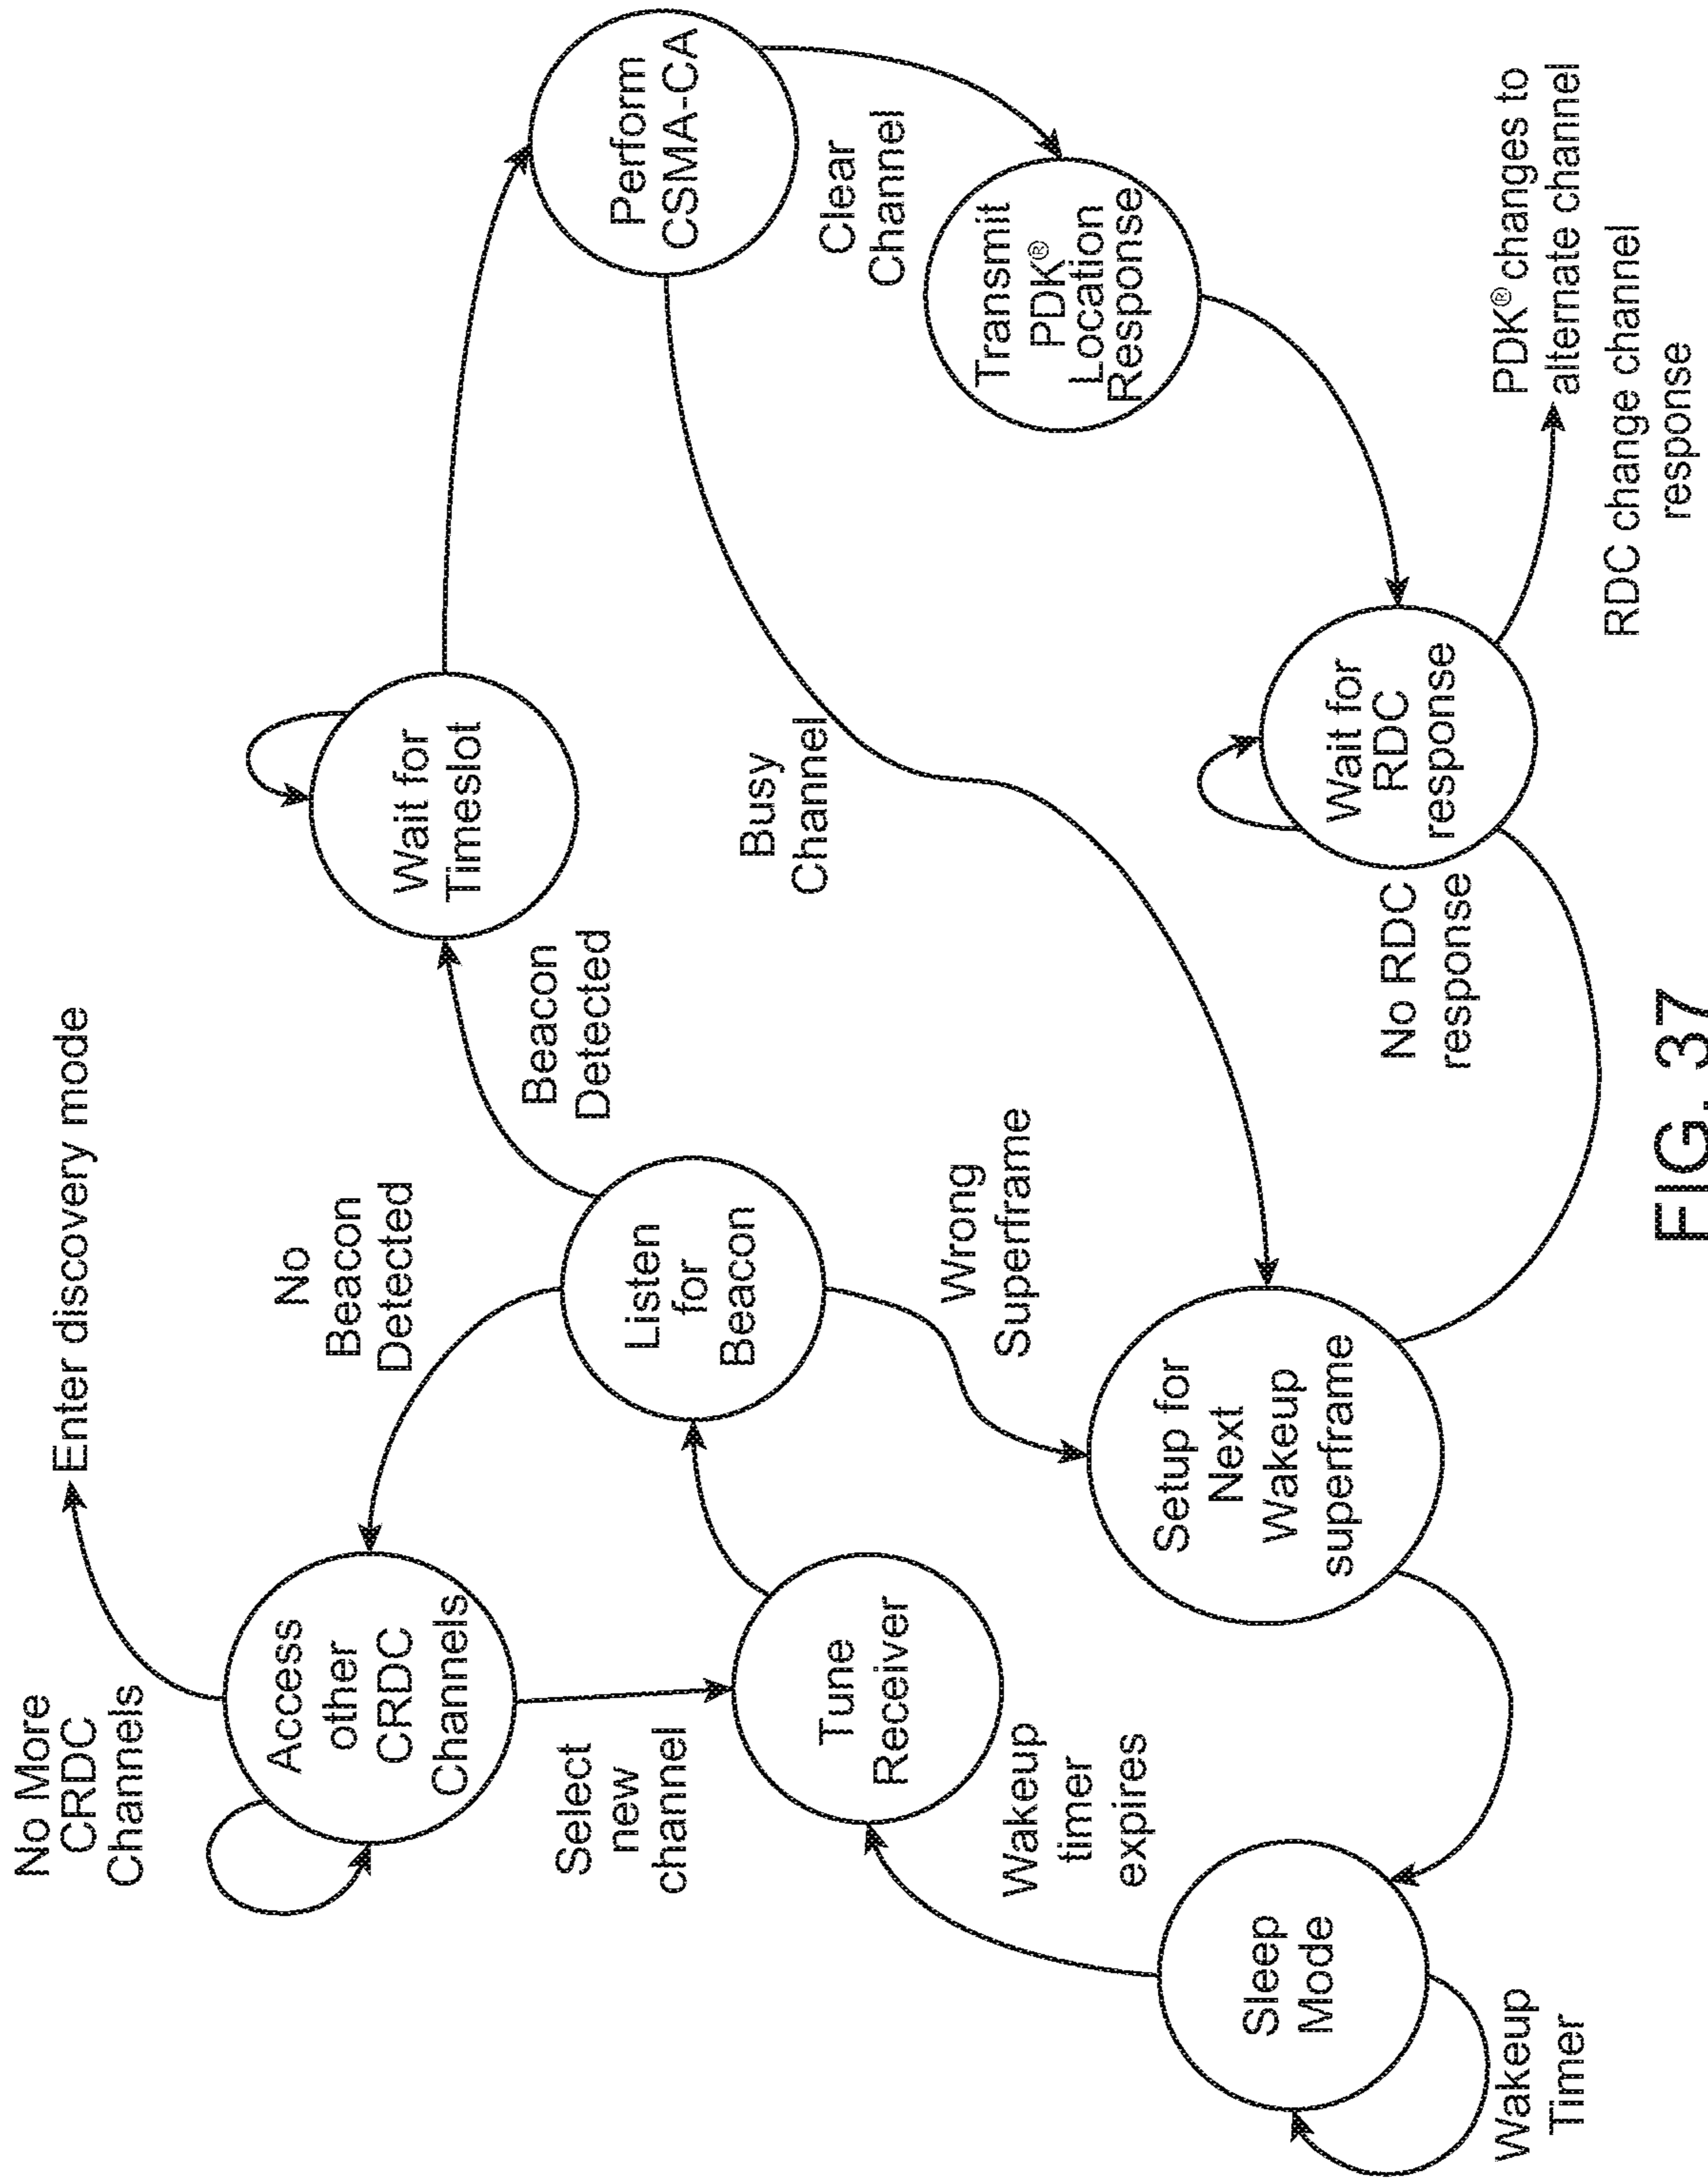 No More
CRDC
Channels
Enter discovery mode
Access
other
CRDC
Channels
No
Beacon
Detected
Select
new
channel
Tune
Receiver
Listen
for
Beacon
Beacon
Detected
Wait for
Timeslot
Perform
CSMA-CA
Busy
Channel
Clear
Channel
Transmit
PDK®
Location
Response
Wakeup
timer
expires
Wrong
Superframe
Sleep
Mode
Wakeup
Timer
Setup for
Next
Wakeup
superframe
No RDC
response
Wait for
RDC
response
PDK® changes to
alternate channel
RDC change channel
response
FIG. 37